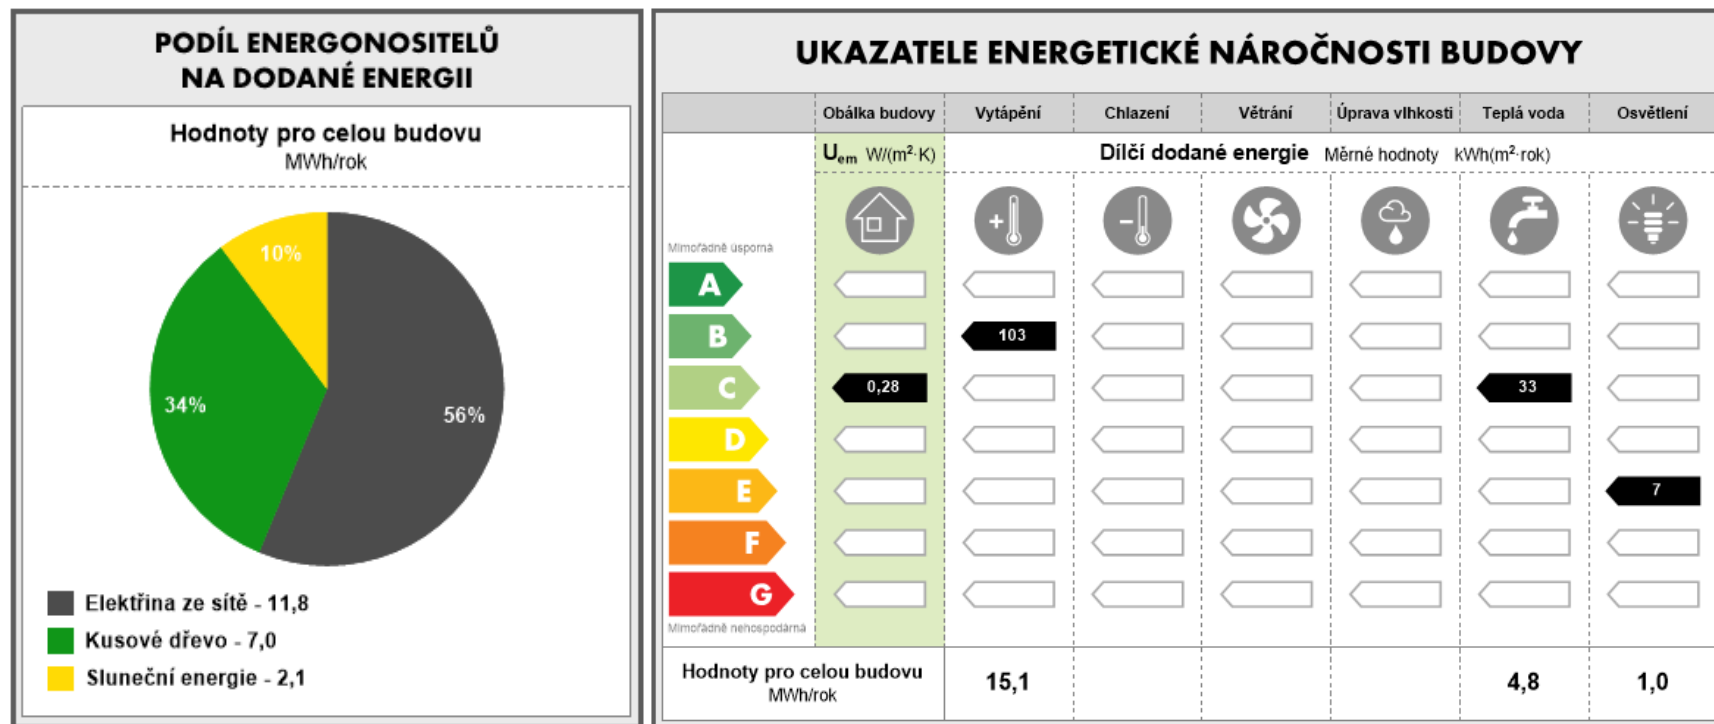 PODÍL ENERGONOSITELŮ
NA DODANÉ ENERGII
Hodnoty pro celou budovu
MWh/rok
10%
34%
56%
Elektřina ze sítě - 11,8
Kusové dřevo - 7,0
Sluneční energie - 2,1
UKAZATELE ENERGETICKÉ NÁROČNOSTI BUDOVY
Obálka budovy Vytápění Chlazení Větrání Úprava vlhkosti Teplá voda Osvětlení
Uem W/(m²·K) Dílčí dodané energie Měrné hodnoty kWh(m²·rok)
Mimořádně úsporná
A
B 103
C 0,28 33
D
E 7
F
G
Mimořádně nehospodárná
Hodnoty pro celou budovu
MWh/rok
15,1 4,8 1,0